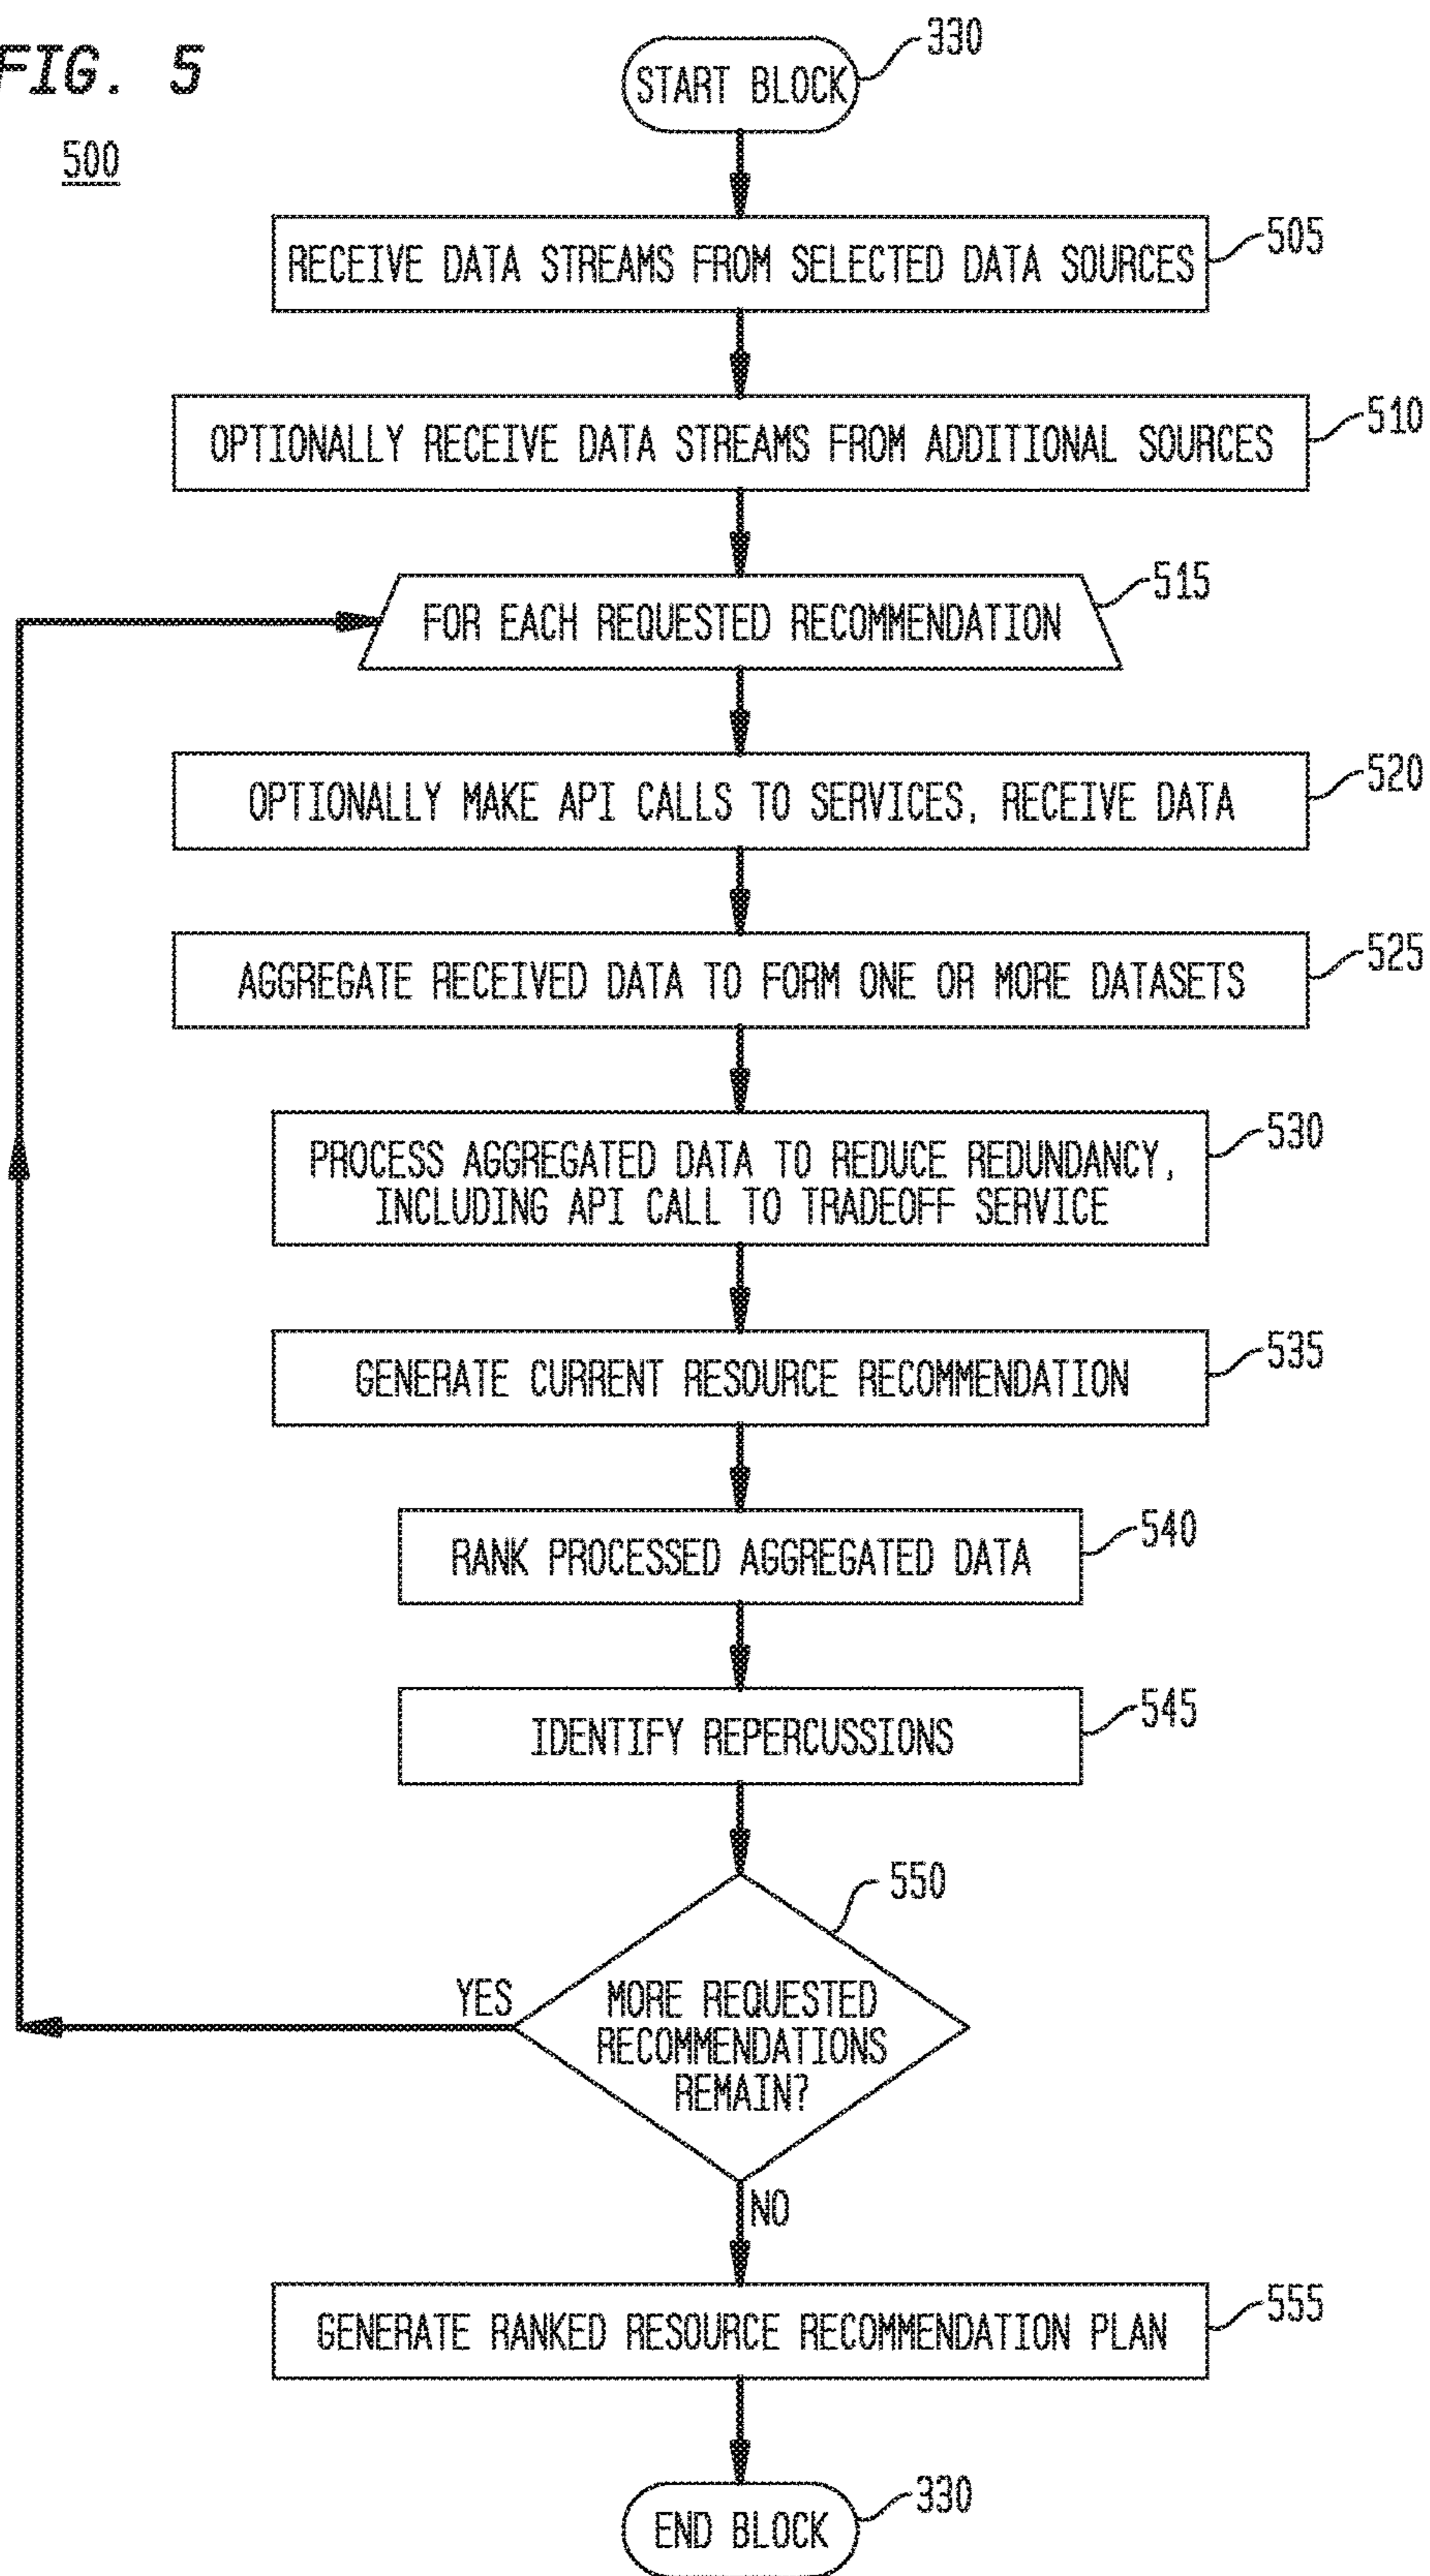 FIG. 5
500
START BLOCK
330
RECEIVE DATA STREAMS FROM SELECTED DATA SOURCES
505
OPTIONALLY RECEIVE DATA STREAMS FROM ADDITIONAL SOURCES
510
FOR EACH REQUESTED RECOMMENDATION
515
OPTIONALLY MAKE API CALLS TO SERVICES, RECEIVE DATA
520
AGGREGATE RECEIVED DATA TO FORM ONE OR MORE DATASETS
525
PROCESS AGGREGATED DATA TO REDUCE REDUNDANCY,
INCLUDING API CALL TO TRADEOFF SERVICE
530
GENERATE CURRENT RESOURCE RECOMMENDATION
535
RANK PROCESSED AGGREGATED DATA
540
IDENTIFY REPERCUSSIONS
545
550
YES
MORE REQUESTED
RECOMMENDATIONS
REMAIN?
NO
GENERATE RANKED RESOURCE RECOMMENDATION PLAN
555
END BLOCK
330